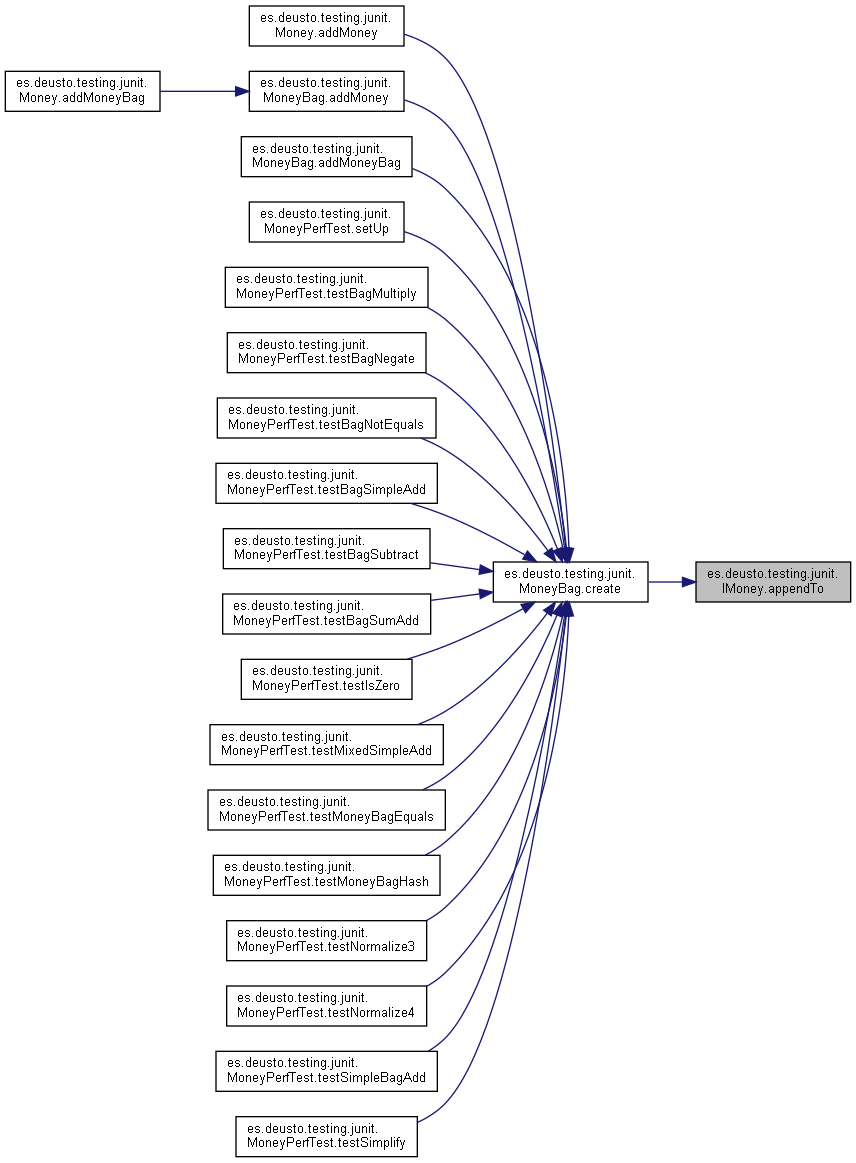 es.deusto.testing.junit.
Money.addMoney
es.deusto.testing.junit.
Money.addMoneyBag
es.deusto.testing.junit.
MoneyBag.addMoney
es.deusto.testing.junit.
MoneyBag.addMoneyBag
es.deusto.testing.junit.
MoneyPerfTest.setUp
es.deusto.testing.junit.
MoneyPerfTest.testBagMultiply
es.deusto.testing.junit.
MoneyPerfTest.testBagNegate
es.deusto.testing.junit.
MoneyPerfTest.testBagNotEquals
es.deusto.testing.junit.
MoneyPerfTest.testBagSimpleAdd
es.deusto.testing.junit.
MoneyPerfTest.testBagSubtract
es.deusto.testing.junit.
MoneyBag.create
es.deusto.testing.junit.
IMoney.appendTo
es.deusto.testing.junit.
MoneyPerfTest.testBagSumAdd
es.deusto.testing.junit.
MoneyPerfTest.testIsZero
es.deusto.testing.junit.
MoneyPerfTest.testMixedSimpleAdd
es.deusto.testing.junit.
MoneyPerfTest.testMoneyBagEquals
es.deusto.testing.junit.
MoneyPerfTest.testMoneyBagHash
es.deusto.testing.junit.
MoneyPerfTest.testNormalize3
es.deusto.testing.junit.
MoneyPerfTest.testNormalize4
es.deusto.testing.junit.
MoneyPerfTest.testSimpleBagAdd
es.deusto.testing.junit.
MoneyPerfTest.testSimplify